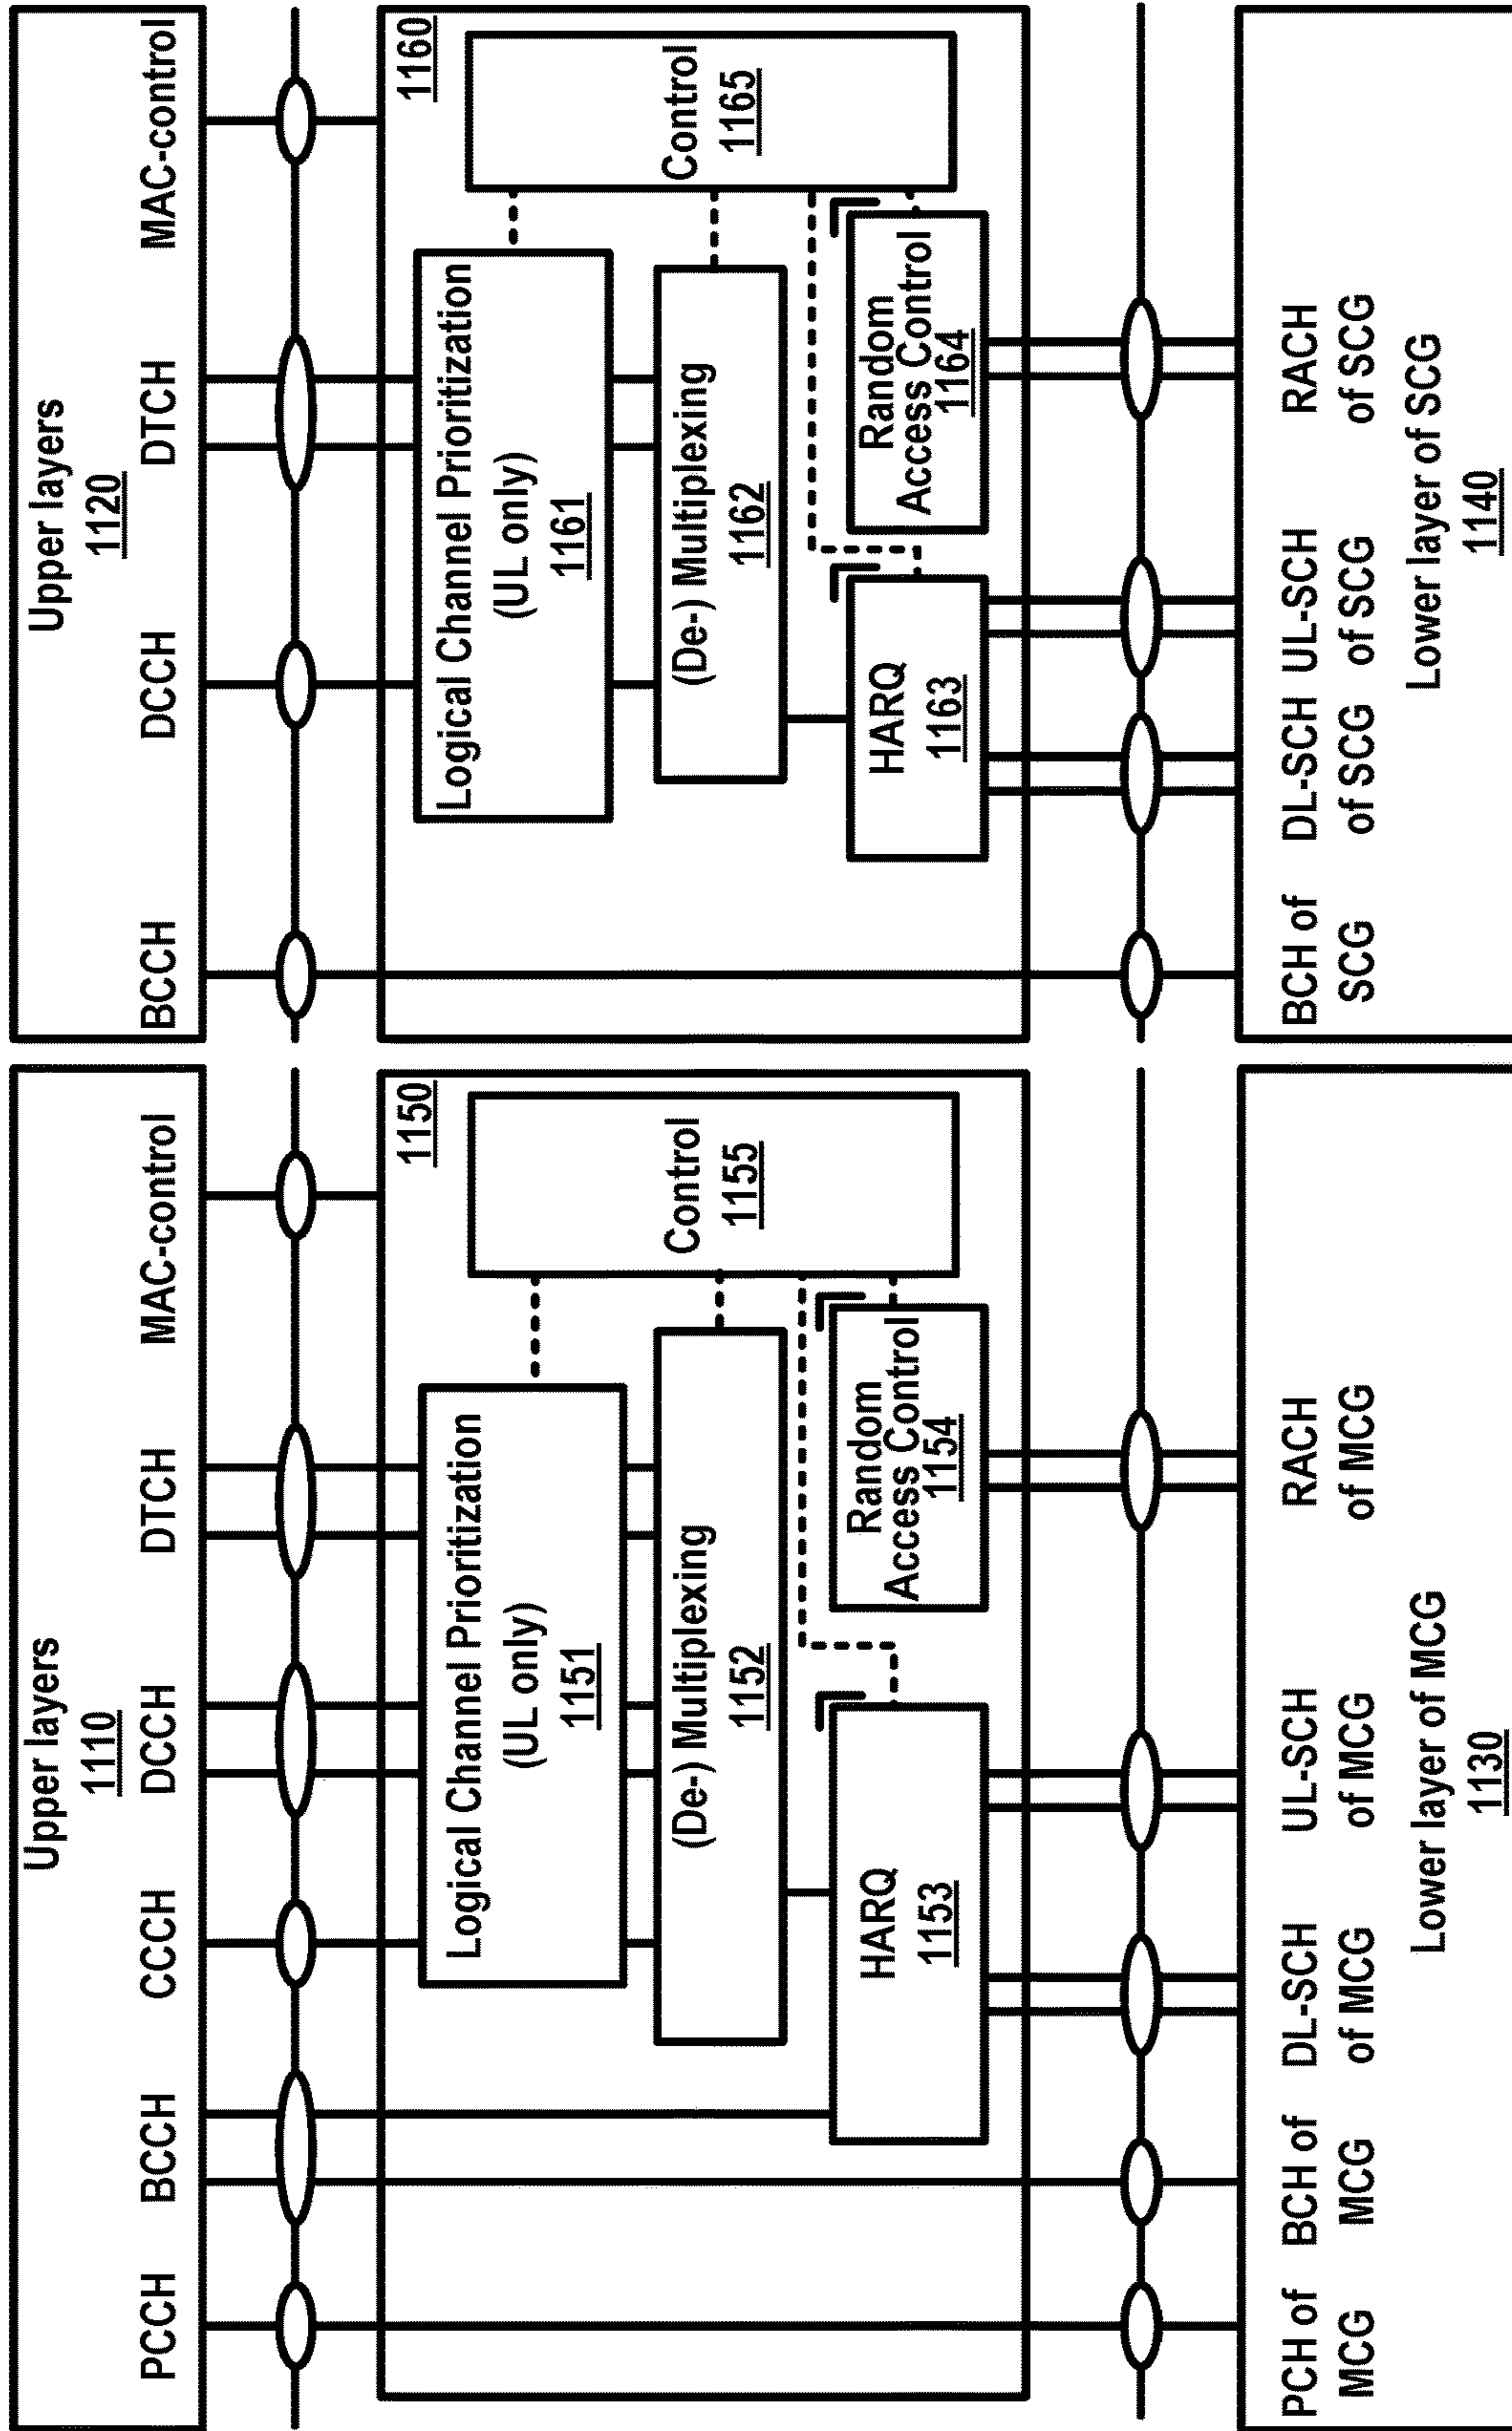 Upper layers
1110
PCCH
BCCH
CCCH
DCCH
DTCH
MAC-control
1150
Logical Channel Prioritization
(UL only)
1151
(De-) Multiplexing
1152
HARQ
1153
Random
Access Control
1154
Control
1155
PCH of
MCG
BCH of
MCG
DL-SCH
of MCG
UL-SCH
of MCG
RACH
of MCG
Lower layer of MCG
1130
Upper layers
1120
BCCH
DCCH
DTCH
MAC-control
1160
Logical Channel Prioritization
(UL only)
1161
(De-) Multiplexing
1162
HARQ
1163
Random
Access Control
1164
Control
1165
BCH of
SCG
DL-SCH
of SCG
UL-SCH
of SCG
RACH
of SCG
Lower layer of SCG
1140